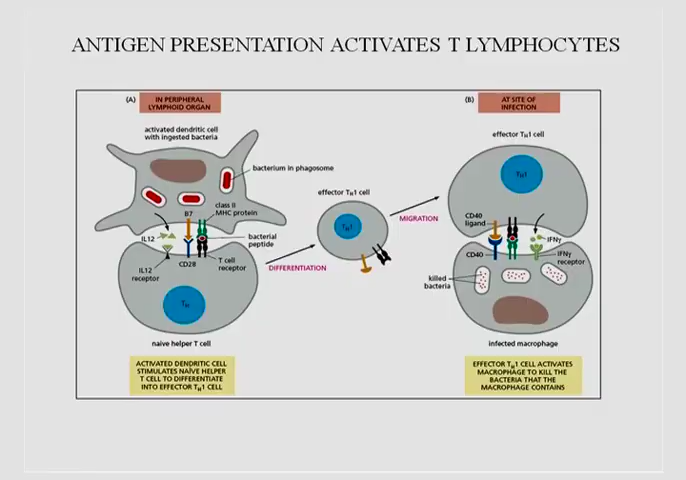 ANTIGEN PRESENTATION ACTIVATES T LYMPHOCYTES
(A)
IN PERIPHERAL
LYMPHOID ORGAN
activated dendritic cell
with ingested bacteria
bacterium in phagosome
B7
class II
MHC protein
IL12
bacterial
peptide
IL12
receptor
CD28
T cell
receptor
TH
naive helper T cell
ACTIVATED DENDRITIC CELL
STIMULATES NAÏVE HELPER
T CELL TO DIFFERENTIATE
INTO EFFECTOR TH1 CELL
DIFFERENTIATION
effector TH1 cell
TH1
MIGRATION
(B)
AT SITE OF
INFECTION
effector TH1 cell
TH1
CD40
ligand
IFNγ
CD40
IFNγ
receptor
killed
bacteria
infected macrophage
EFFECTOR TH1 CELL ACTIVATES
MACROPHAGE TO KILL THE
BACTERIA THAT THE
MACROPHAGE CONTAINS